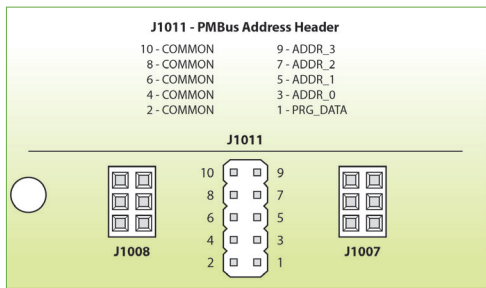 J1011 - PMBus Address Header
10 - COMMON 9 - ADDR_3
8 - COMMON 7 - ADDR_2
6 - COMMON 5 - ADDR_1
4 - COMMON 3 - ADDR_0
2 - COMMON 1 - PRG_DATA
J1011
10 9
8 7
6 5
4 3
2 1
J1008 J1007